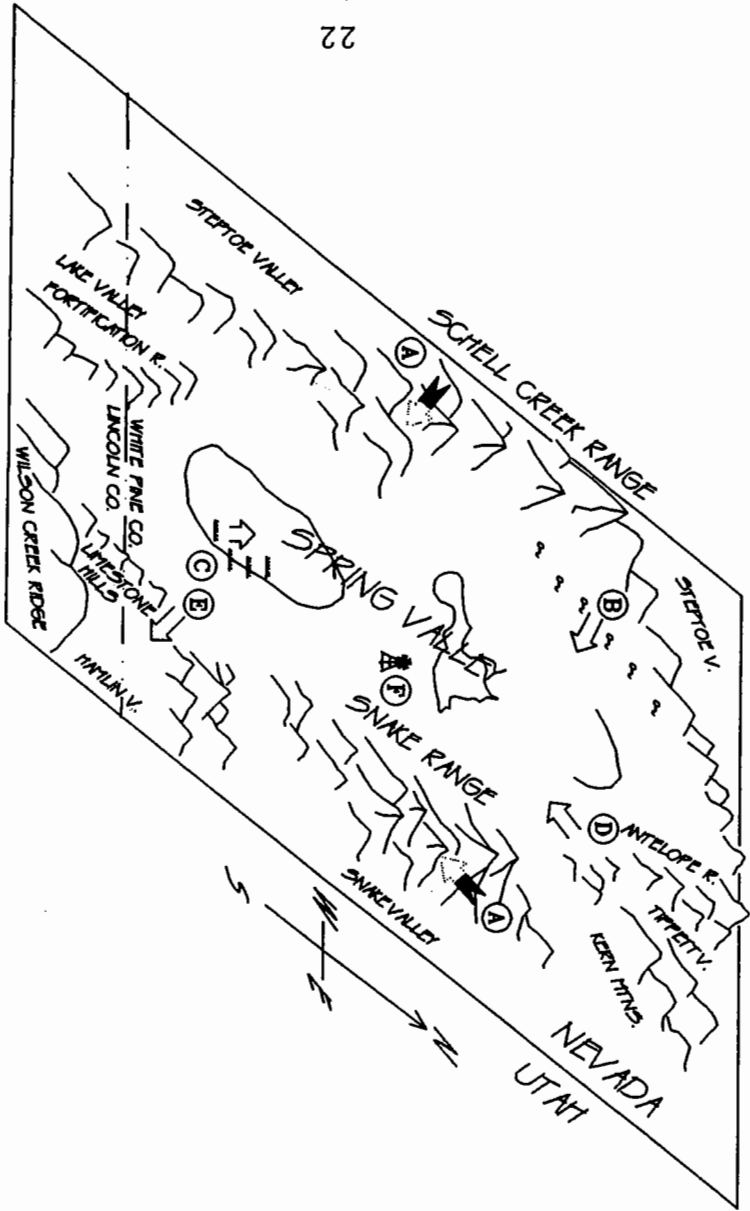 22
STEPTOE VALLEY
LAKE VALLEY
FORTIFICATION R.
SCHELL CREEK RANGE
A
WHITE PINE CO.
LINCOLN CO.
WILSON CREEK RIDGE
LIMESTONE
HILLS
C
E
SPRING VALLEY
B
STEPTOE V.
HAMLIN V.
F
SNAKE RANGE
D
ANTELOPE R.
TIPPETT V.
KERN MTNS.
A
SNAKE VALLEY
S
W
E
N
NEVADA
UTAH